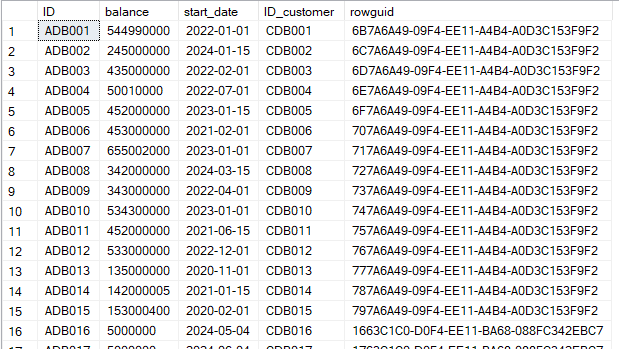 ID balance start_date ID_customer rowguid
1 ADB001 544990000 2022-01-01 CDB001 6B7A6A49-09F4-EE11-A4B4-A0D3C153F9F2
2 ADB002 245000000 2024-01-15 CDB002 6C7A6A49-09F4-EE11-A4B4-A0D3C153F9F2
3 ADB003 435000000 2022-02-01 CDB003 6D7A6A49-09F4-EE11-A4B4-A0D3C153F9F2
4 ADB004 50010000 2022-07-01 CDB004 6E7A6A49-09F4-EE11-A4B4-A0D3C153F9F2
5 ADB005 452000000 2023-01-15 CDB005 6F7A6A49-09F4-EE11-A4B4-A0D3C153F9F2
6 ADB006 453000000 2021-02-01 CDB006 707A6A49-09F4-EE11-A4B4-A0D3C153F9F2
7 ADB007 655002000 2023-01-01 CDB007 717A6A49-09F4-EE11-A4B4-A0D3C153F9F2
8 ADB008 342000000 2024-03-15 CDB008 727A6A49-09F4-EE11-A4B4-A0D3C153F9F2
9 ADB009 343000000 2022-04-01 CDB009 737A6A49-09F4-EE11-A4B4-A0D3C153F9F2
10 ADB010 534300000 2023-01-01 CDB010 747A6A49-09F4-EE11-A4B4-A0D3C153F9F2
11 ADB011 452000000 2021-06-15 CDB011 757A6A49-09F4-EE11-A4B4-A0D3C153F9F2
12 ADB012 533000000 2022-12-01 CDB012 767A6A49-09F4-EE11-A4B4-A0D3C153F9F2
13 ADB013 135000000 2020-11-01 CDB013 777A6A49-09F4-EE11-A4B4-A0D3C153F9F2
14 ADB014 142000005 2021-01-15 CDB014 787A6A49-09F4-EE11-A4B4-A0D3C153F9F2
15 ADB015 153000400 2020-02-01 CDB015 797A6A49-09F4-EE11-A4B4-A0D3C153F9F2
16 ADB016 5000000 2024-05-04 CDB016 1663C1C0-D0F4-EE11-BA68-088FC342EBC7